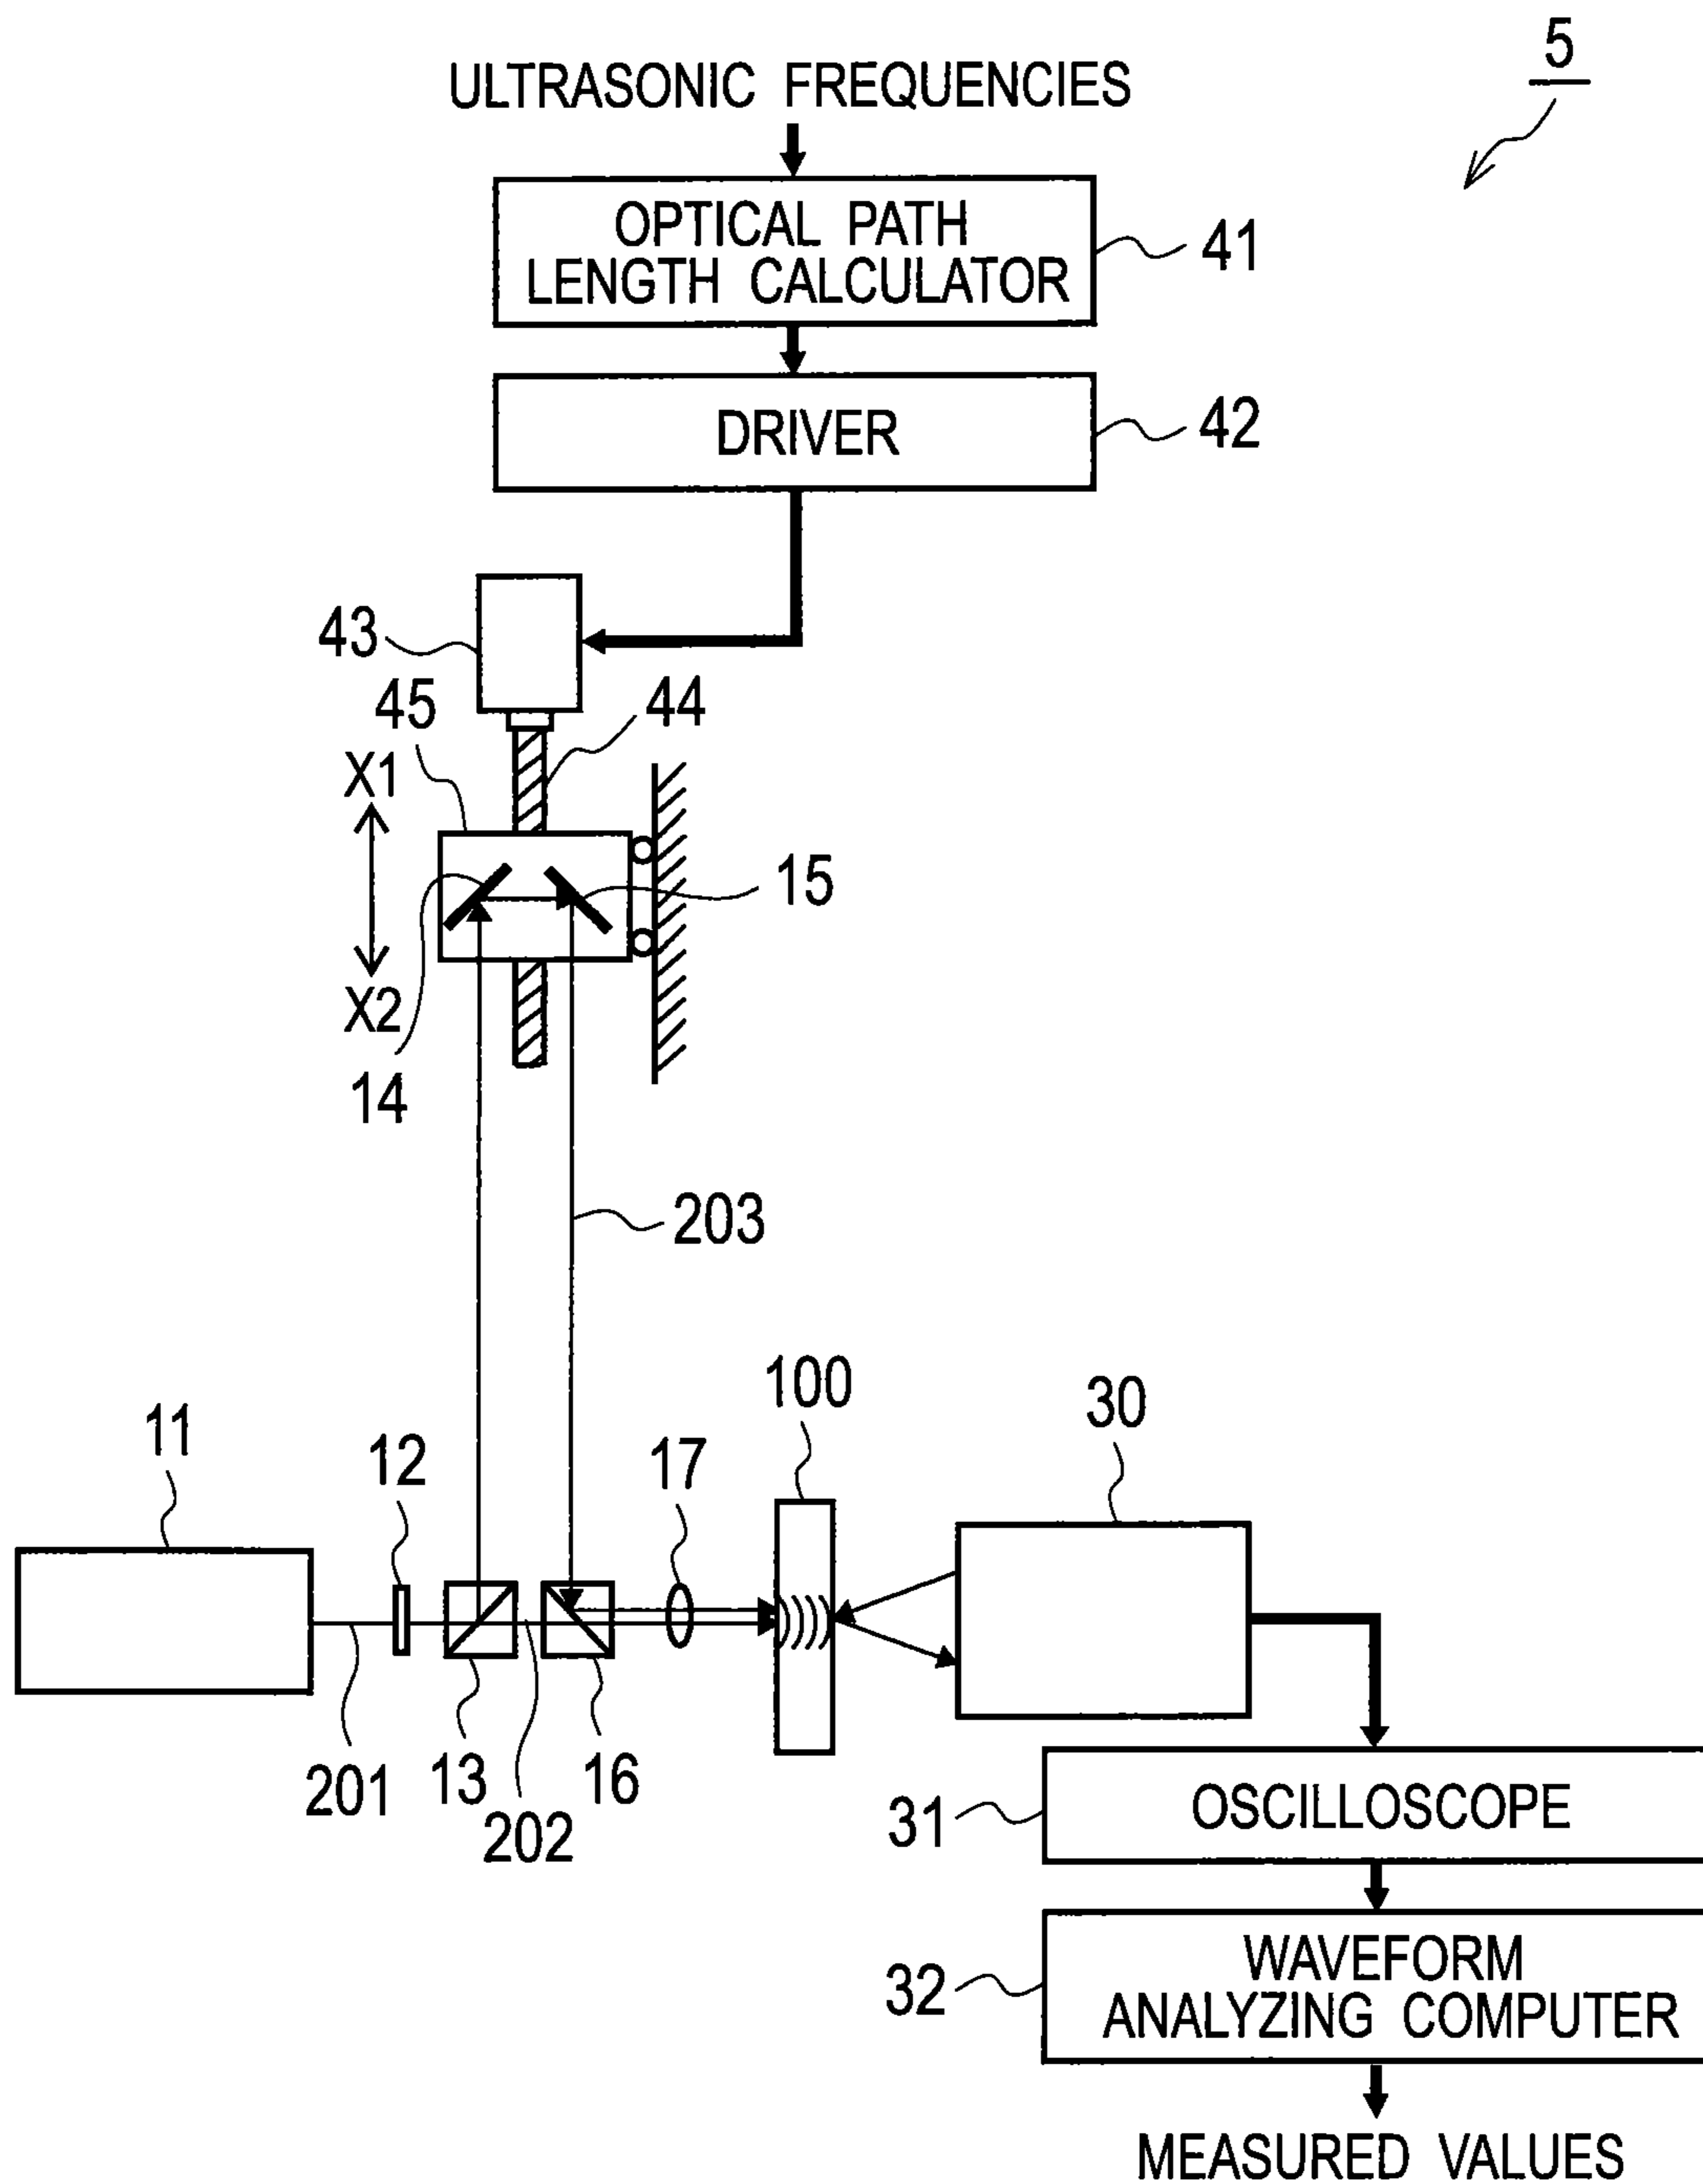 5
ULTRASONIC FREQUENCIES
OPTICAL PATH
LENGTH CALCULATOR
41
DRIVER
42
43
45
44
X1
15
X2
14
203
100
30
11
12
17
201
13
202
16
31
OSCILLOSCOPE
32
WAVEFORM
ANALYZING COMPUTER
MEASURED VALUES